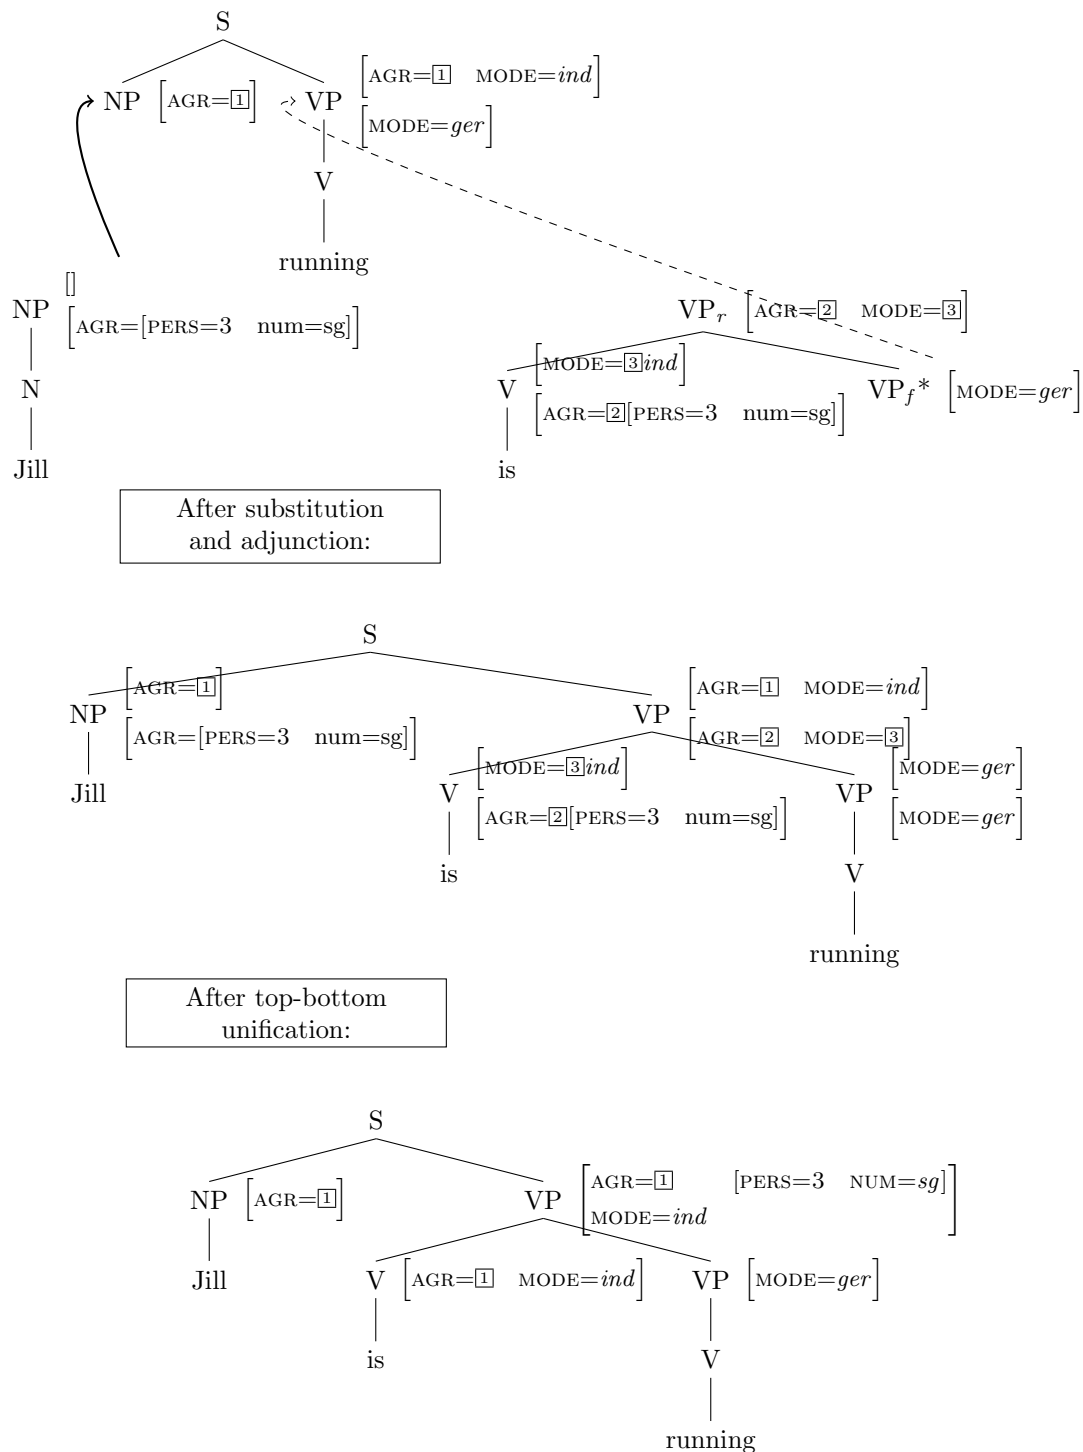 S
[AGR=1 MODE=ind]
NP [AGR=1] VP
[MODE=ger]
V
running
[]
NP
[AGR=[PERS=3 num=sg]]
N
Jill
VPr [AGR=2 MODE=3]
[MODE=3ind]
V VPf* [MODE=ger]
[AGR=2[PERS=3 num=sg]]
is
After substitution
and adjunction:
S
[AGR=1] [AGR=1 MODE=ind]
NP VP
[AGR=[PERS=3 num=sg]] [AGR=2 MODE=3]
[MODE=3ind] [MODE=ger]
Jill V VP
[AGR=2[PERS=3 num=sg]] [MODE=ger]
is V
running
After top-bottom
unification:
S
[AGR=1 [PERS=3 NUM=sg]
NP [AGR=1] VP
MODE=ind]
Jill V [AGR=1 MODE=ind] VP [MODE=ger]
is V
running